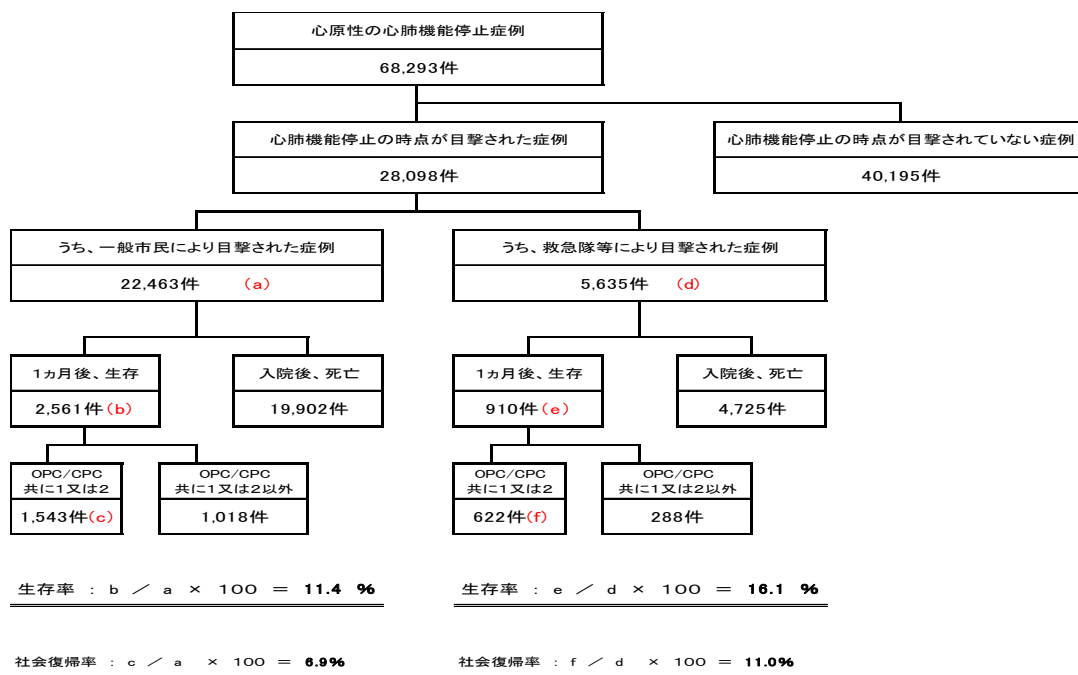 心原性の心肺機能停止症例
68,293件
心肺機能停止の時点が目撃された症例
28,098件
心肺機能停止の時点が目撃されていない症例
40,195件
うち、一般市民により目撃された症例
22,463件 (a)
うち、救急隊等により目撃された症例
5,635件 (d)
1ヵ月後、生存
2,561件(b)
入院後、死亡
19,902件
1ヵ月後、生存
910件(e)
入院後、死亡
4,725件
OPC/CPC
共に1又は2
1,543件(c)
OPC/CPC
共に1又は2以外
1,018件
OPC/CPC
共に1又は2
622件(f)
OPC/CPC
共に1又は2以外
288件
生存率 : b / a × 100 = 11.4 %
生存率 : e / d × 100 = 16.1 %
社会復帰率 : c / a × 100 = 6.9%
社会復帰率 : f / d × 100 = 11.0%